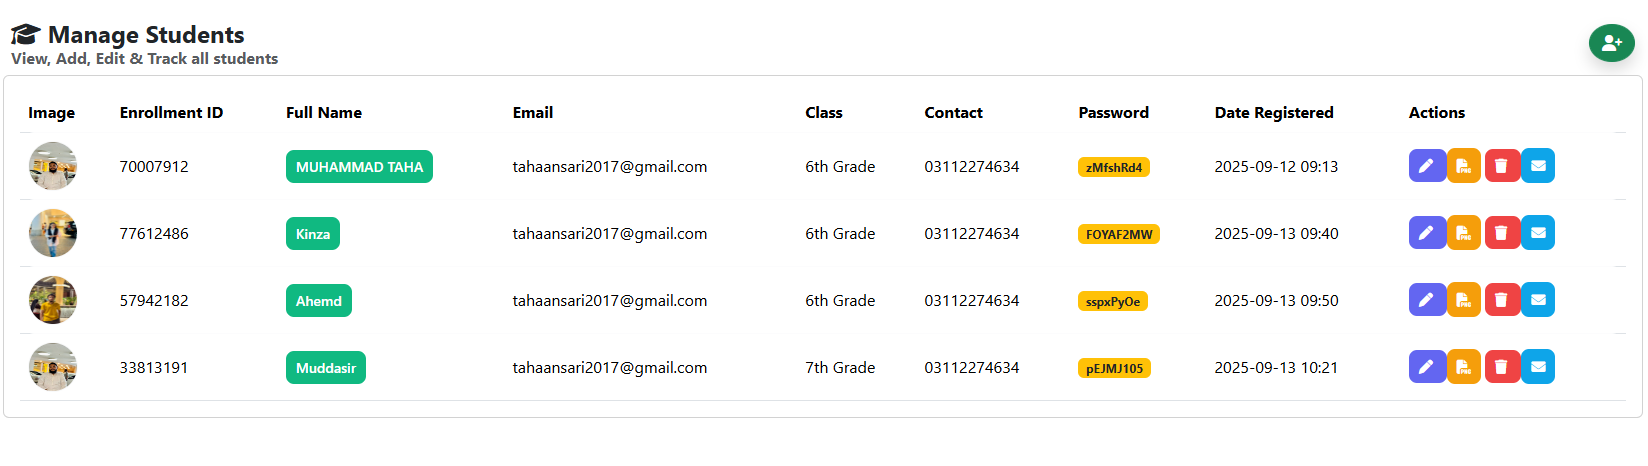 Manage Students
View, Add, Edit & Track all students
Image Enrollment ID Full Name Email Class Contact Password Date Registered Actions
70007912 MUHAMMAD TAHA tahaansari2017@gmail.com 6th Grade 03112274634 zMfshRd4 2025-09-12 09:13
77612486 Kinza tahaansari2017@gmail.com 6th Grade 03112274634 FOYAF2MW 2025-09-13 09:40
57942182 Ahemd tahaansari2017@gmail.com 6th Grade 03112274634 sspxPyOe 2025-09-13 09:50
33813191 Muddasir tahaansari2017@gmail.com 7th Grade 03112274634 pEJMJ105 2025-09-13 10:21